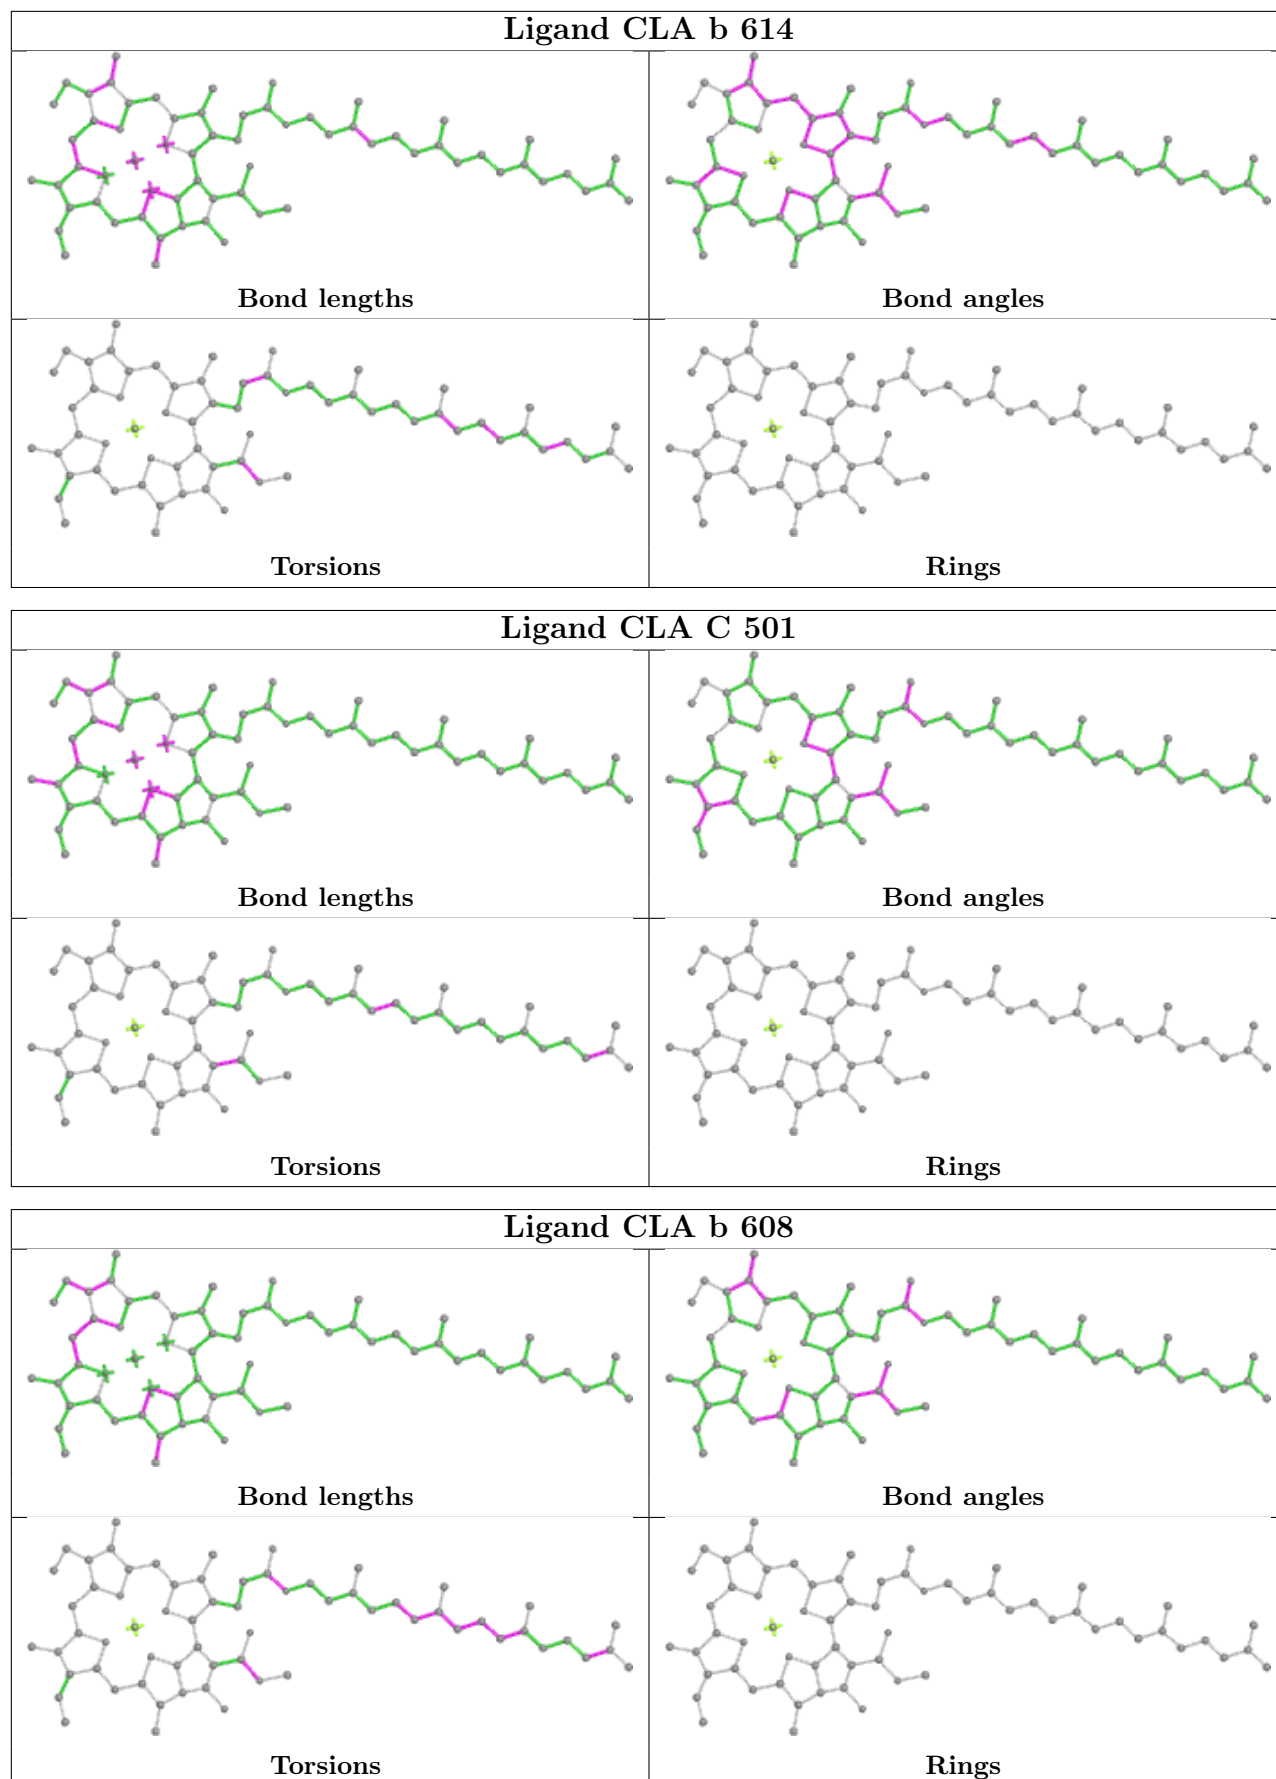 Ligand CLA b 614
Bond lengths
Bond angles
Torsions
Rings
Ligand CLA C 501
Bond lengths
Bond angles
Torsions
Rings
Ligand CLA b 608
Bond lengths
Bond angles
Torsions
Rings